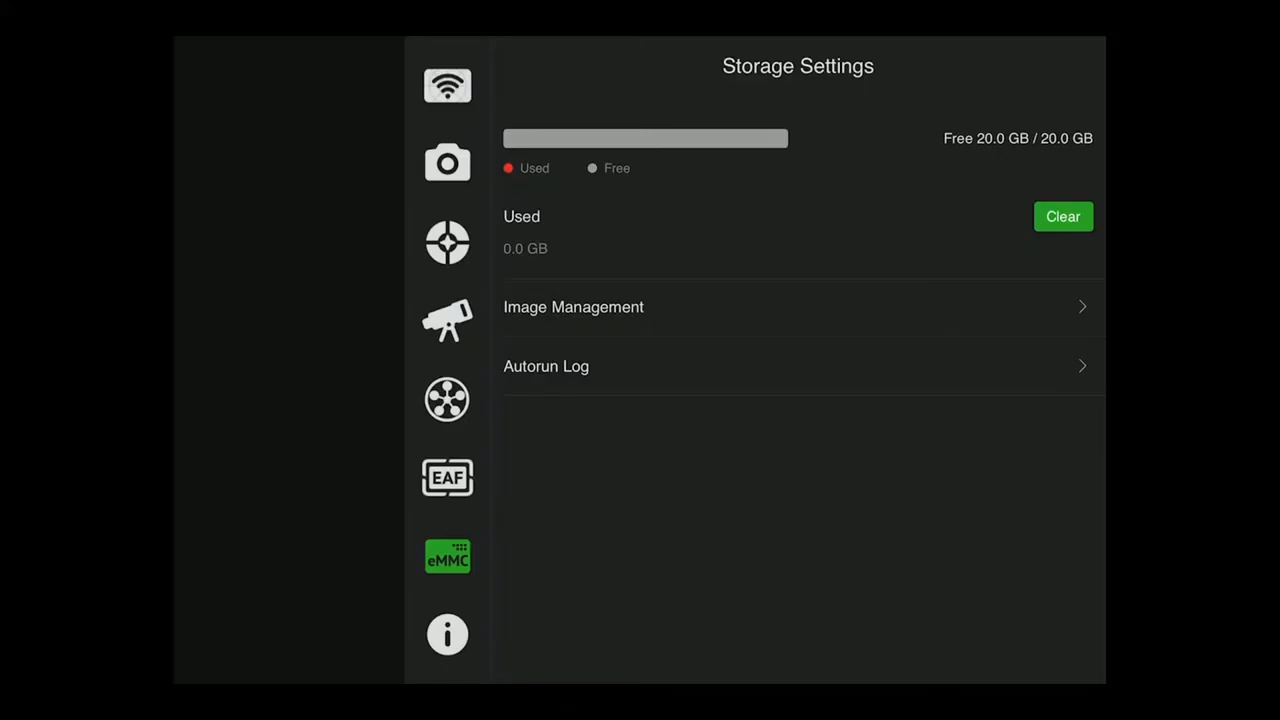 Storage Settings
Free 20.0 GB / 20.0 GB
Used
Free
Used
Clear
0.0 GB
Image Management
Autorun Log
EAF
eMMC